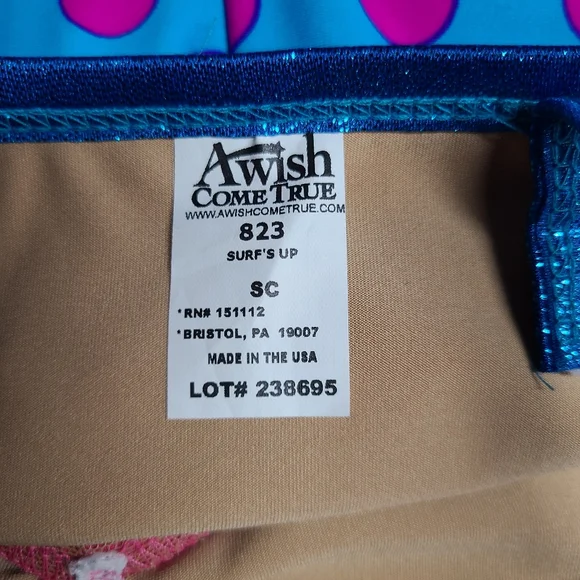 A wish
COME TRUE
WWW.AWISHCOMETRUE.COM
823
SURF'S UP
SC
*RN# 151112
*BRISTOL, PA 19007
MADE IN THE USA
LOT# 238695